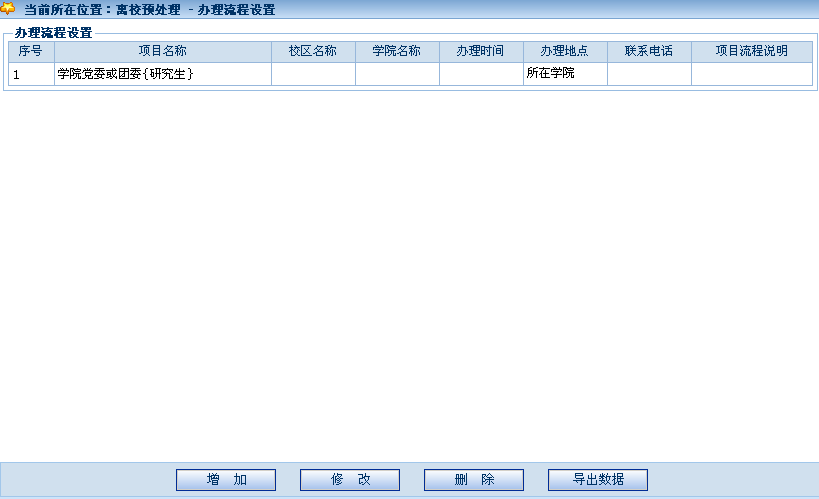 当前所在位置：离校预处理 - 办理流程设置
办理流程设置
序号 项目名称 校区名称 学院名称 办理时间 办理地点 联系电话 项目流程说明
1 学院党委或团委{研究生} 所在学院
增 加 修 改 删 除 导出数据